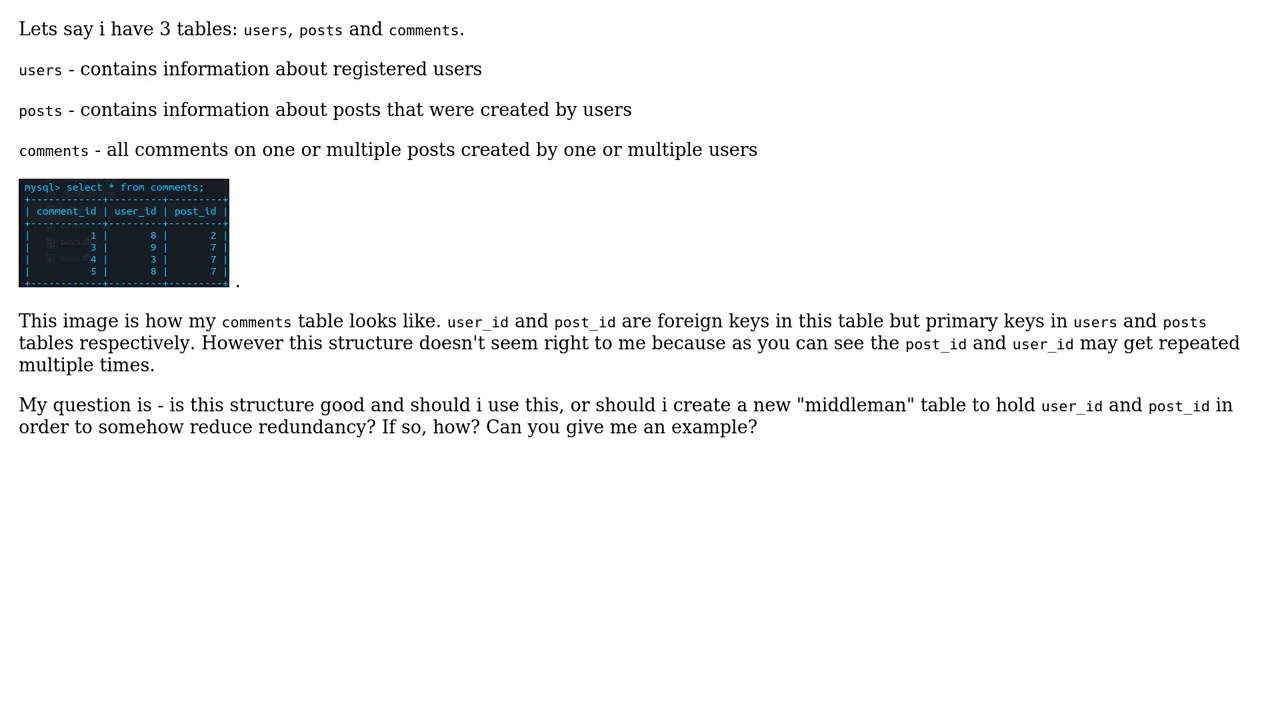 Lets say i have 3 tables: users, posts and comments.
users - contains information about registered users
posts - contains information about posts that were created by users
comments - all comments on one or multiple posts created by one or multiple users
mysql> select * from comments;
+------------+---------+---------+
| comment_id | user_id | post_id |
+------------+---------+---------+
| 1 | 8 | 2 |
| 3 | 9 | 7 |
| 4 | 3 | 7 |
| 5 | 8 | 7 |
+------------+---------+---------+
.
This image is how my comments table looks like. user_id and post_id are foreign keys in this table but primary keys in users and posts
tables respectively. However this structure doesn't seem right to me because as you can see the post_id and user_id may get repeated
multiple times.
My question is - is this structure good and should i use this, or should i create a new "middleman" table to hold user_id and post_id in
order to somehow reduce redundancy? If so, how? Can you give me an example?